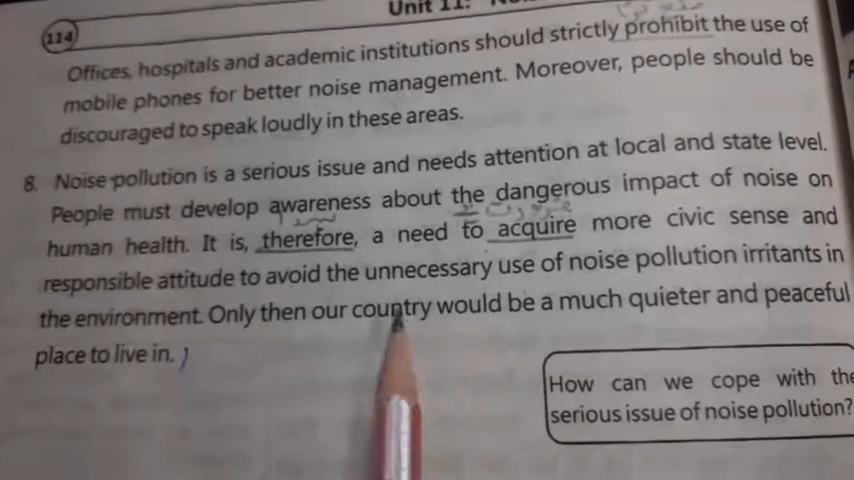 114
Unit 11:
Offices, hospitals and academic institutions should strictly prohibit the use of
mobile phones for better noise management. Moreover, people should be
discouraged to speak loudly in these areas.
8. Noise pollution is a serious issue and needs attention at local and state level.
People must develop awareness about the dangerous impact of noise on
human health. It is, therefore, a need to acquire more civic sense and
responsible attitude to avoid the unnecessary use of noise pollution irritants in
the environment. Only then our country would be a much quieter and peaceful
place to live in.
How can we cope with the
serious issue of noise pollution?